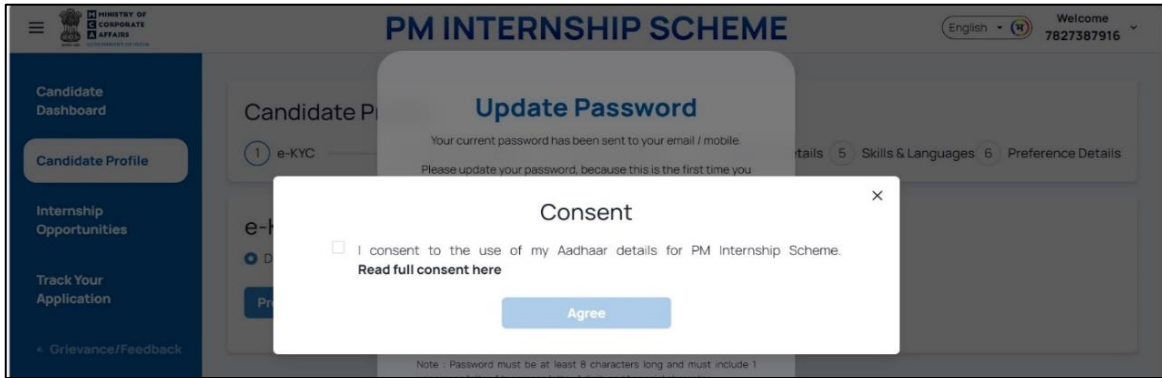 MINISTRY OF
CORPORATE
AFFAIRS
GOVERNMENT OF INDIA
PM INTERNSHIP SCHEME
English
Welcome
7827387916
Candidate
Dashboard
Candidate Profile
Internship
Opportunities
Track Your
Application
Grievance/Feedback
Candidate P
1 e-KYC
tails 5 Skills & Languages 6 Preference Details
e-K
D
Pr
Update Password
Your current password has been sent to your email / mobile.
Please update your password, because this is the first time you
Consent
I consent to the use of my Aadhaar details for PM Internship Scheme.
Read full consent here
Agree
Note : Password must be at least 8 characters long and must include 1